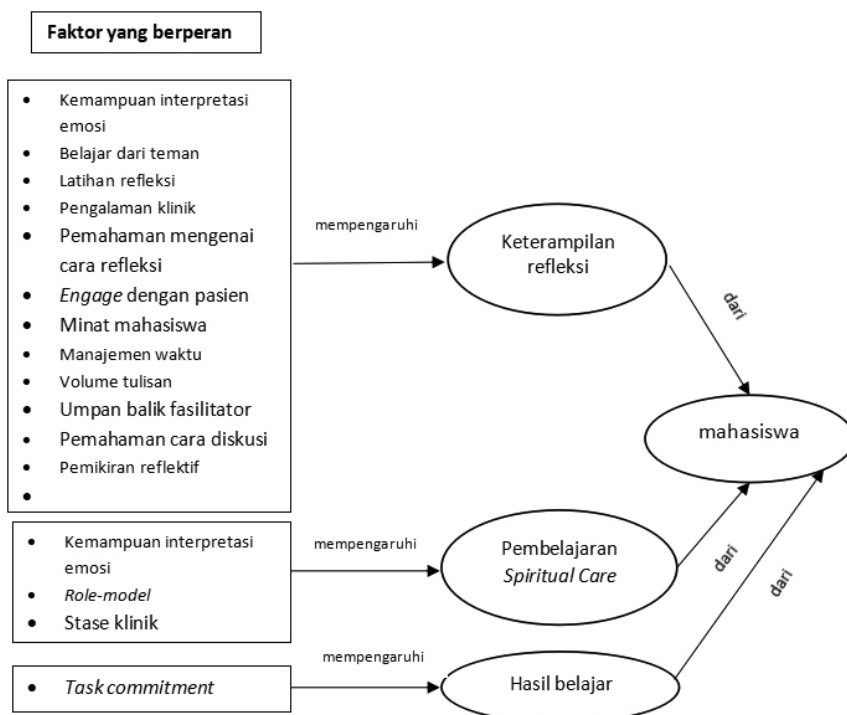 Faktor yang berperan
• Kemampuan interpretasi
emosi
• Belajar dari teman
• Latihan refleksi
• Pengalaman klinik
• Pemahaman mengenai
cara refleksi
• Engage dengan pasien
• Minat mahasiswa
• Manajemen waktu
• Volume tulisan
• Umpan balik fasilitator
• Pemahaman cara diskusi
• Pemikiran reflektif
•
mempengaruhi
Keterampilan
refleksi
dari
mahasiswa
• Kemampuan interpretasi
emosi
• Role-model
• Stase klinik
mempengaruhi
Pembelajaran
Spiritual Care
dari
• Task commitment
mempengaruhi
Hasil belajar
dari